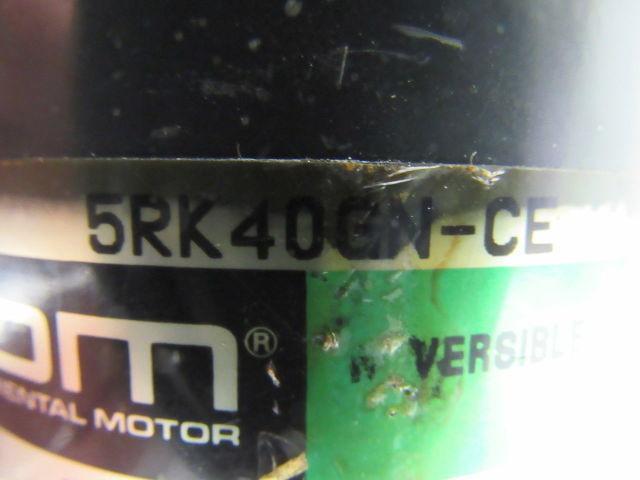 5RK40GN-CE
om®
ENTAL MOTOR
VERSIBLE